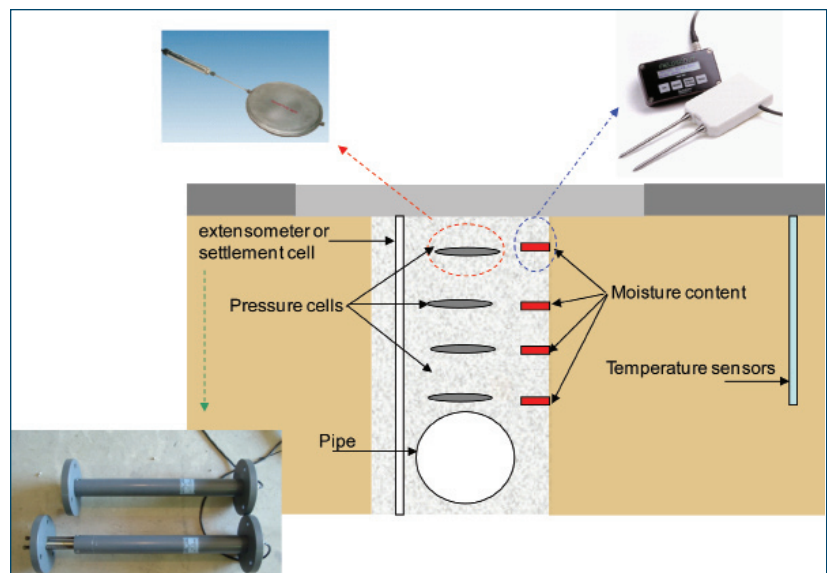 extensometer or
settlement cell
Pressure cells
Moisture content
Temperature sensors
Pipe